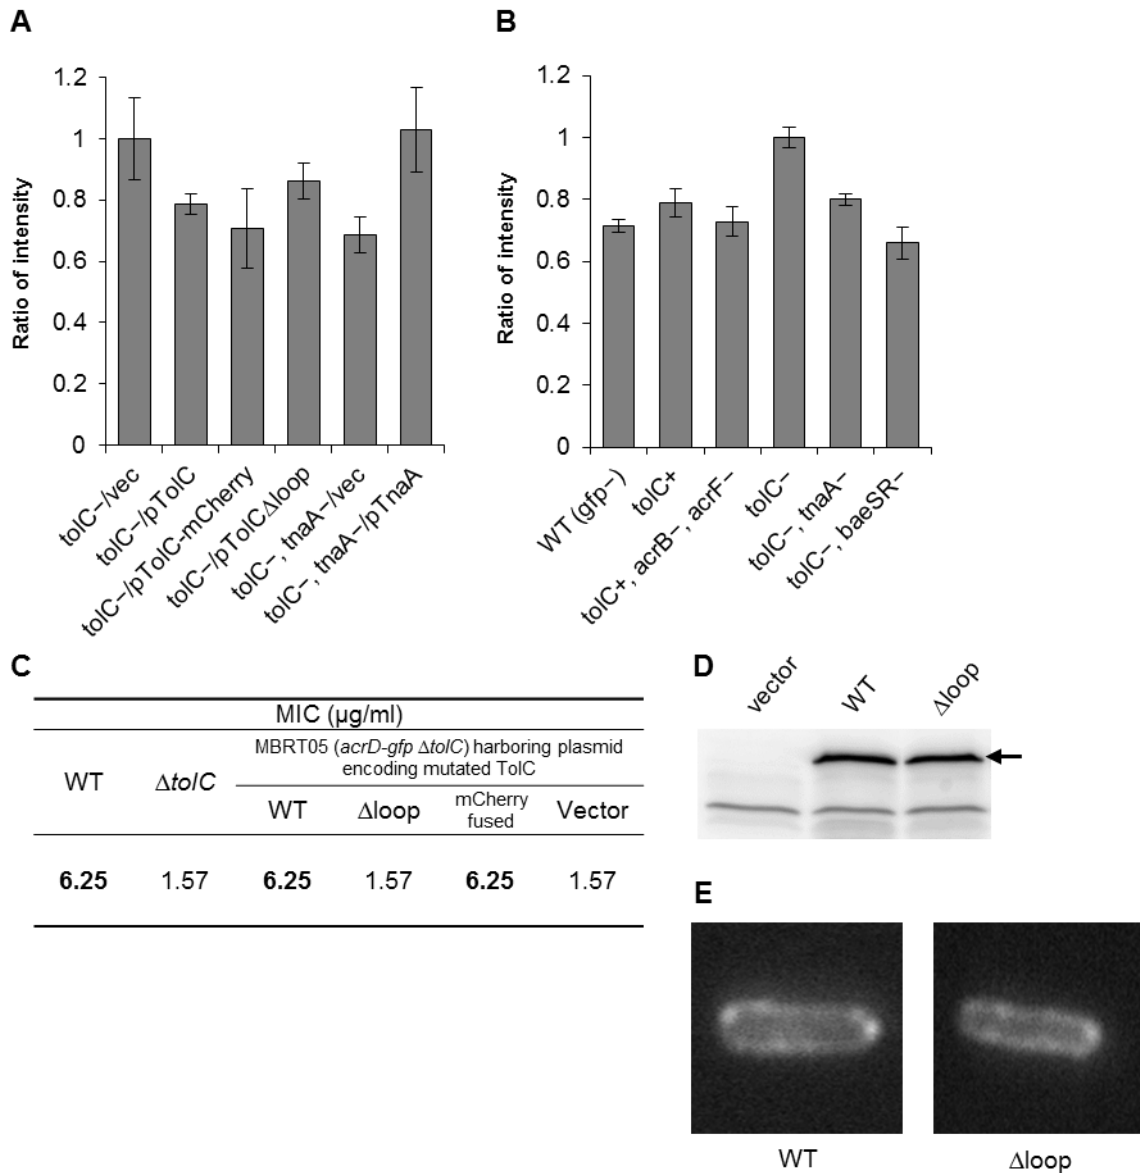 A
Ratio of intensity
1.2
1
0.8
0.6
0.4
0.2
0
tolC−/vec
tolC−/pTolC
tolC−/pTolC-mCherry
tolC−/pTolCΔloop
tolC−, tnaA−/vec
tolC−, tnaA−/pTnaA
B
Ratio of intensity
1.2
1
0.8
0.6
0.4
0.2
0
WT (gfp−)
tolC+
tolC+, acrB−, acrF−
tolC−
tolC−, tnaA−
tolC−, baeSR−
C
MIC (µg/ml)
WT
ΔtolC
MBRT05 (acrD-gfp ΔtolC) harboring plasmid
encoding mutated TolC
WT
Δloop
mCherry
fused
Vector
6.25 1.57 6.25 1.57 6.25 1.57
D
vector WT Δloop
E
WT Δloop